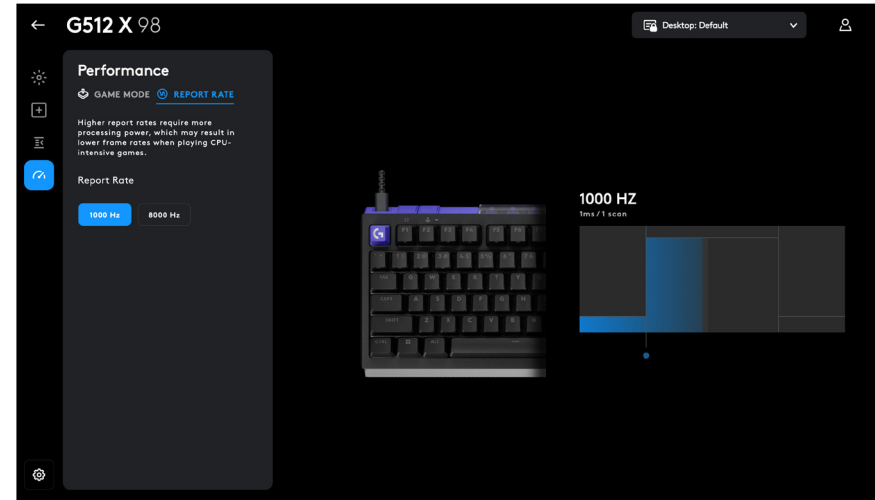 G512 X 98
Desktop: Default
Performance
GAME MODE
REPORT RATE
Higher report rates require more
processing power, which may result in
lower frame rates when playing CPU-
intensive games.
Report Rate
1000 Hz
8000 Hz
1000 HZ
1ms/1 scan
G
F1 F2 F3 F4 F5 F6
Q W E R T Y
CAPS A S D F G H
SHIFT Z X C V B
CTRL ALT